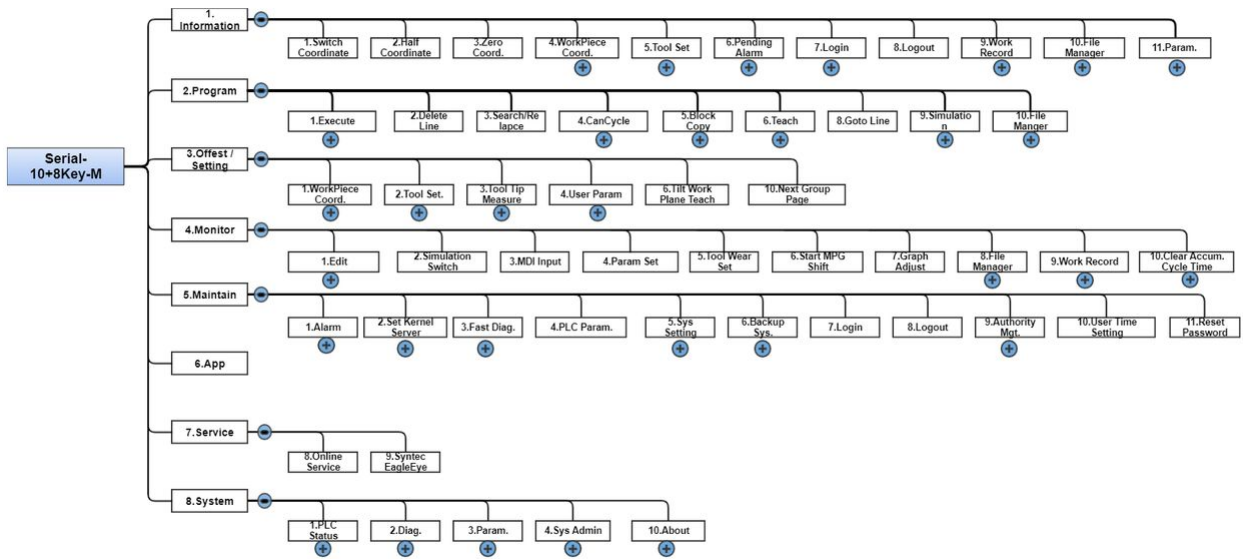 1.
Information
1.Switch
Coordinate
2.Half
Coordinate
3.Zero
Coord.
4.WorkPiece
Coord.
5.Tool Set
6.Pending
Alarm
7.Login
8.Logout
9.Work
Record
10.File
Manager
11.Param.
2.Program
1.Execute
2.Delete
Line
3.Search/Re
lapce
4.CanCycle
5.Block
Copy
6.Teach
8.Goto Line
9.Simulatio
n
10.File
Manger
Serial-
10+8Key-M
3.Offest /
Setting
1.WorkPiece
Coord.
2.Tool Set.
3.Tool Tip
Measure
4.User Param
6.Tilt Work
Plane Teach
10.Next Group
Page
4.Monitor
1.Edit
2.Simulation
Switch
3.MDI Input
4.Param Set
5.Tool Wear
Set
6.Start MPG
Shift
7.Graph
Adjust
8.File
Manager
9.Work Record
10.Clear Accum.
Cycle Time
5.Maintain
1.Alarm
2.Set Kernel
Server
3.Fast Diag.
4.PLC Param.
5.Sys
Setting
6.Backup
Sys.
7.Login
8.Logout
9.Authority
Mgt.
10.User Time
Setting
11.Reset
Password
6.App
7.Service
8.Online
Service
9.Syntec
EagleEye
8.System
1.PLC
Status
2.Diag.
3.Param.
4.Sys Admin
10.About